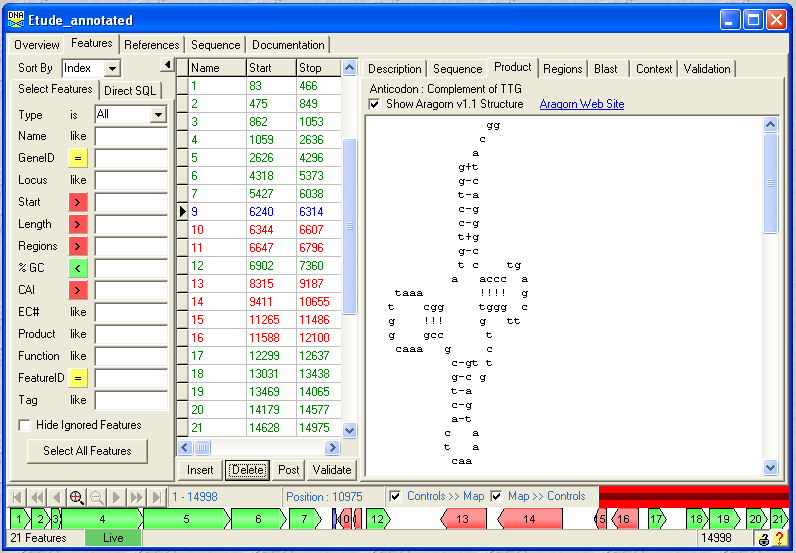 DNA Etude_annotated
Overview Features References Sequence Documentation
Sort By Index
Select Features Direct SQL
Type is All
Name like
GeneID =
Locus like
Start >
Length >
Regions >
% GC <
CAI >
EC# like
Product like
Function like
FeatureID =
Tag like
Hide Ignored Features
Select All Features
Name Start Stop
1 83 466
2 475 849
3 862 1053
4 1059 2636
5 2626 4296
6 4318 5373
7 5427 6038
9 6240 6314
10 6344 6607
11 6647 6796
12 6902 7360
13 8315 9187
14 9411 10655
15 11265 11486
16 11588 12100
17 12299 12637
18 13031 13438
19 13469 14065
20 14179 14577
21 14628 14975
Insert Delete Post Validate
Description Sequence Product Regions Blast Context Validation
Anticodon : Complement of TTG
Show Aragorn v1.1 Structure Aragorn Web Site
gg
c
a
g+t
g-c
t-a
c-g
c-g
t+g
g-c
t c tg
a accc a
taaa !!!! g
t cgg tggg c
g !!! g tt
g gcc t
caaa g c
c-gt t
g-c g
t-a
c-g
a-t
c a
t a
caa
1 - 14998 Position : 10975 Controls >> Map Map >> Controls
1 2 3 4 5 6 7 0 12 13 14 5 16 17 18 19 20 21
21 Features Live 14998